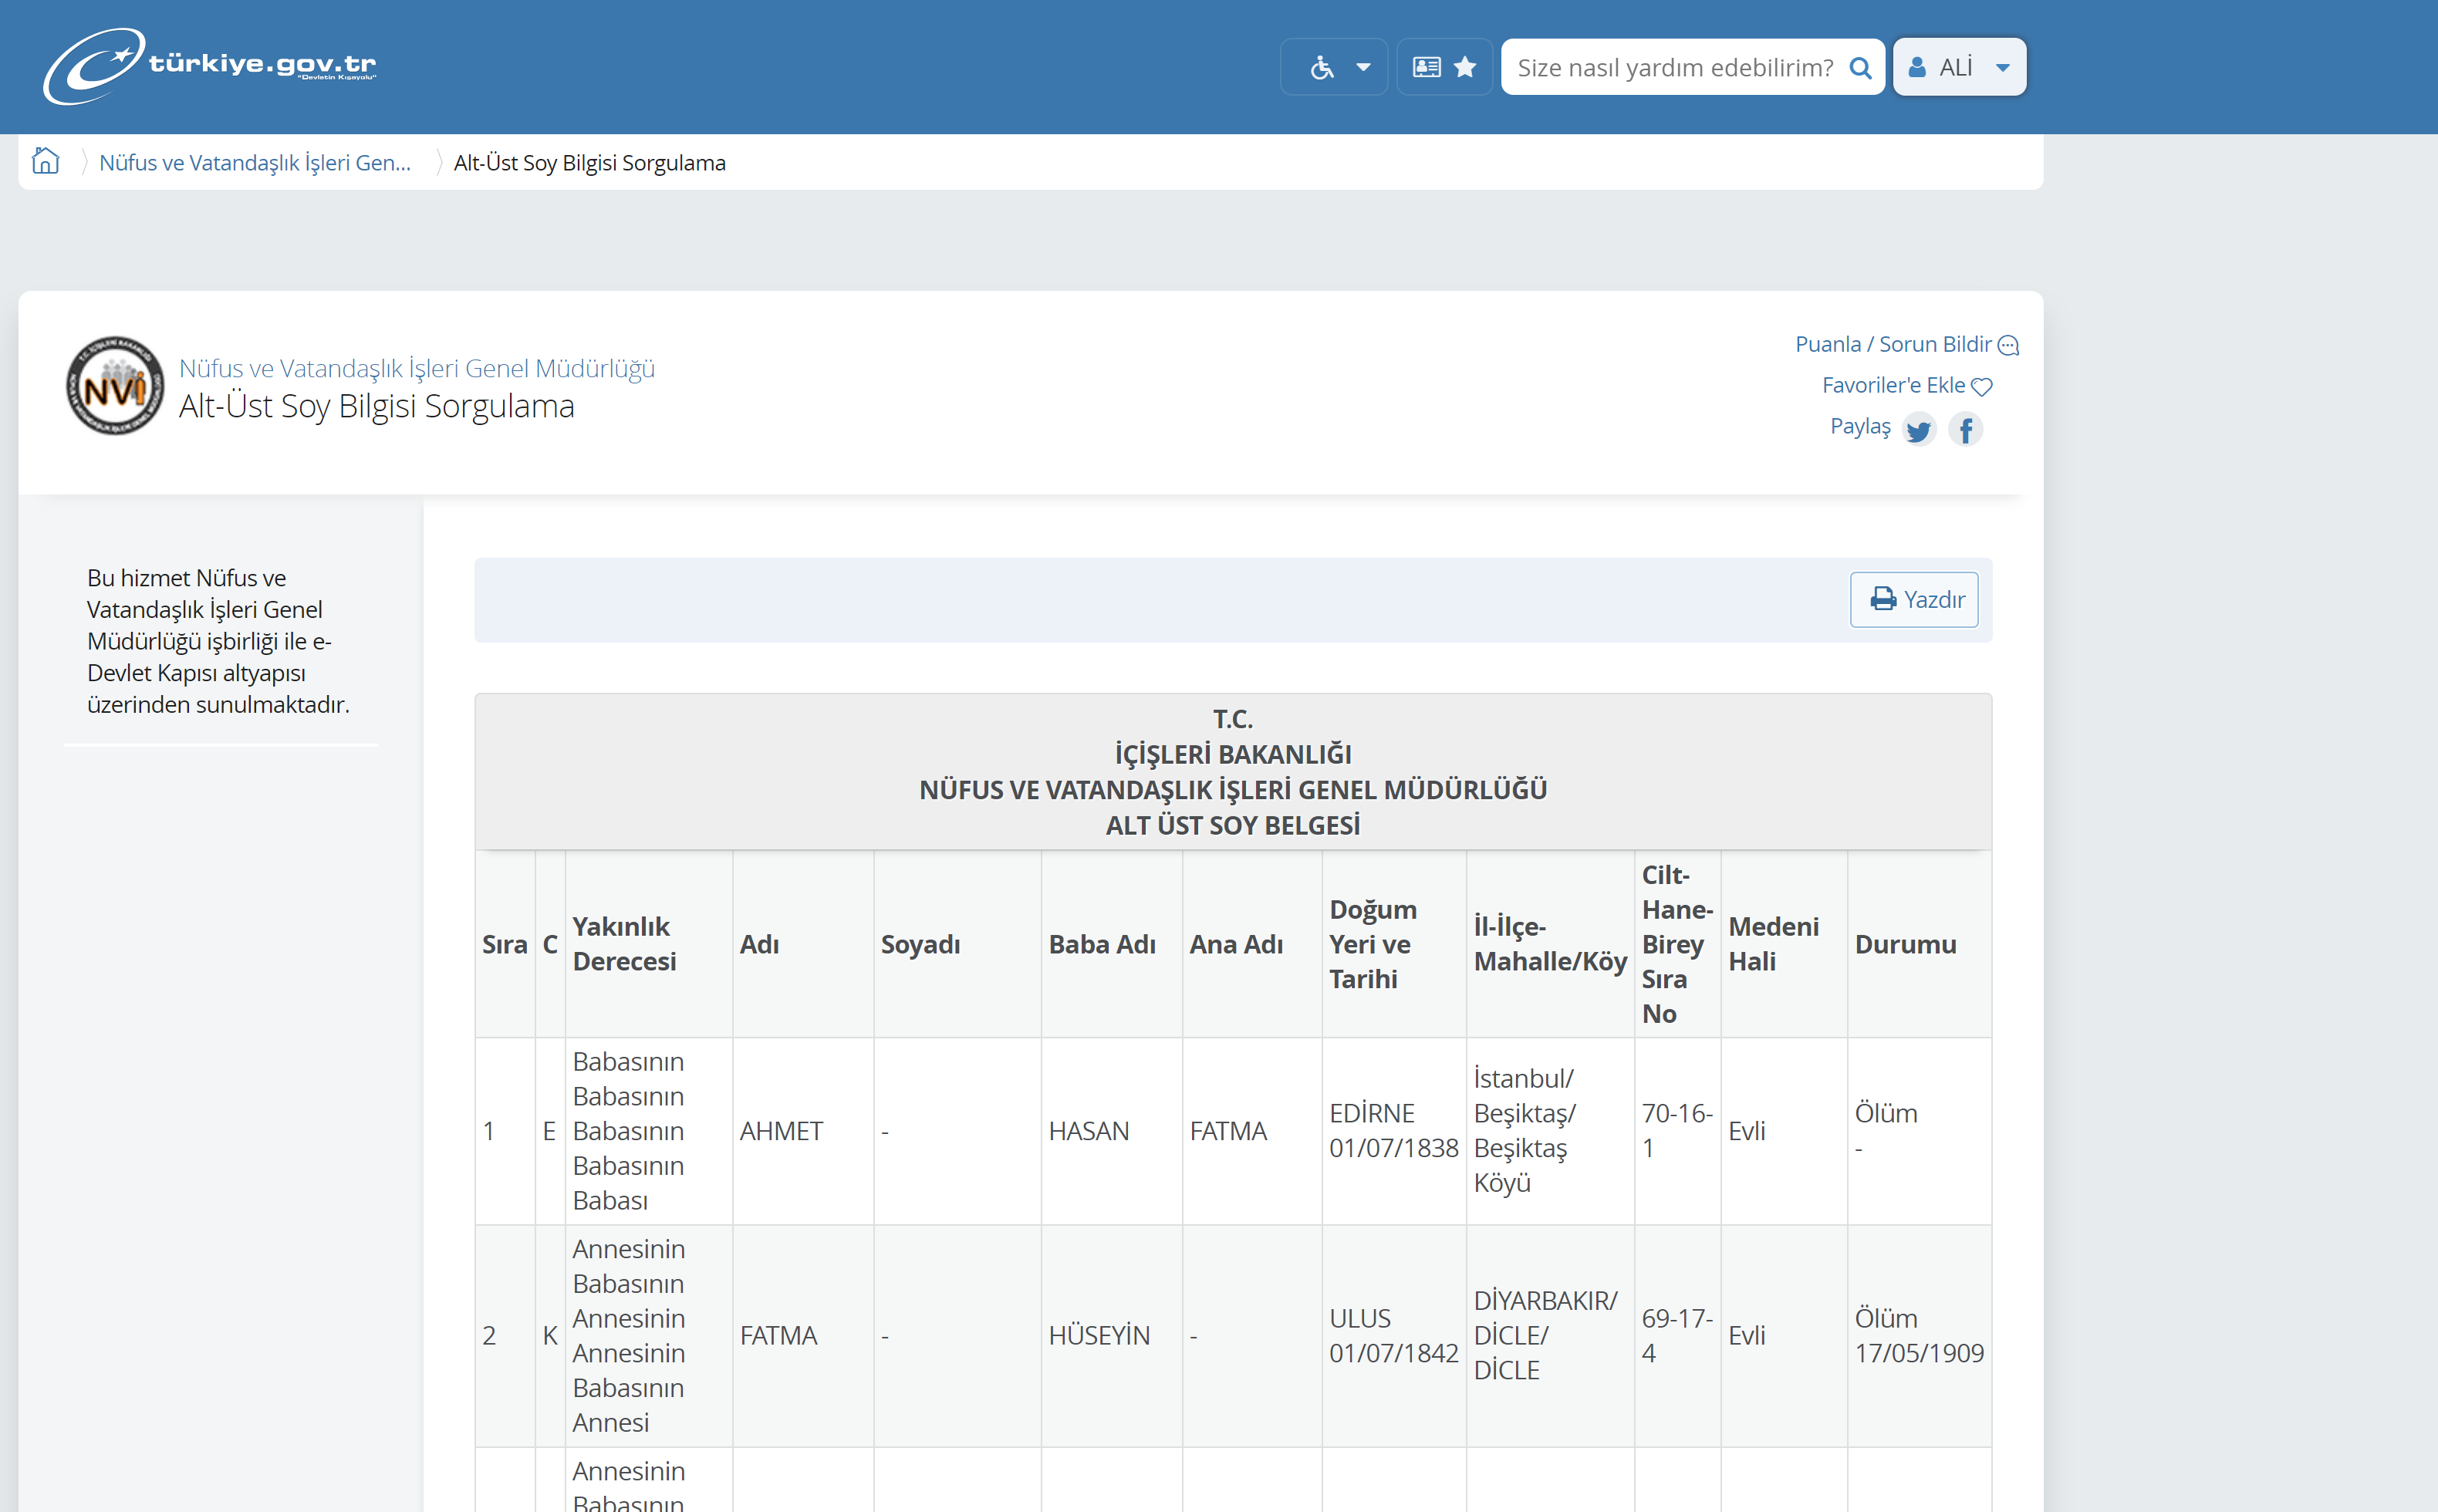 türkiye.gov.tr
"Devletin Kısayolu"
Size nasıl yardım edebilirim?
ALİ
Nüfus ve Vatandaşlık İşleri Gen...
Alt-Üst Soy Bilgisi Sorgulama
NVİ
Nüfus ve Vatandaşlık İşleri Genel Müdürlüğü
Alt-Üst Soy Bilgisi Sorgulama
Puanla / Sorun Bildir
Favoriler'e Ekle
Paylaş
Bu hizmet Nüfus ve
Vatandaşlık İşleri Genel
Müdürlüğü işbirliği ile e-
Devlet Kapısı altyapısı
üzerinden sunulmaktadır.
Yazdır
T.C.
İÇİŞLERİ BAKANLIĞI
NÜFUS VE VATANDAŞLIK İŞLERİ GENEL MÜDÜRLÜĞÜ
ALT ÜST SOY BELGESİ
Sıra
C
Yakınlık
Derecesi
Adı
Soyadı
Baba Adı
Ana Adı
Doğum
Yeri ve
Tarihi
İl-İlçe-
Mahalle/Köy
Cilt-
Hane-
Birey
Sıra
No
Medeni
Hali
Durumu
1
E
Babasının
Babasının
Babasının
Babasının
Babası
AHMET
-
HASAN
FATMA
EDİRNE
01/07/1838
İstanbul/
Beşiktaş/
Beşiktaş
Köyü
70-16-
1
Evli
Ölüm
-
2
K
Annesinin
Babasının
Annesinin
Annesinin
Babasının
Annesi
FATMA
-
HÜSEYİN
-
ULUS
01/07/1842
DİYARBAKIR/
DİCLE/
DİCLE
69-17-
4
Evli
Ölüm
17/05/1909
Annesinin
Babasının